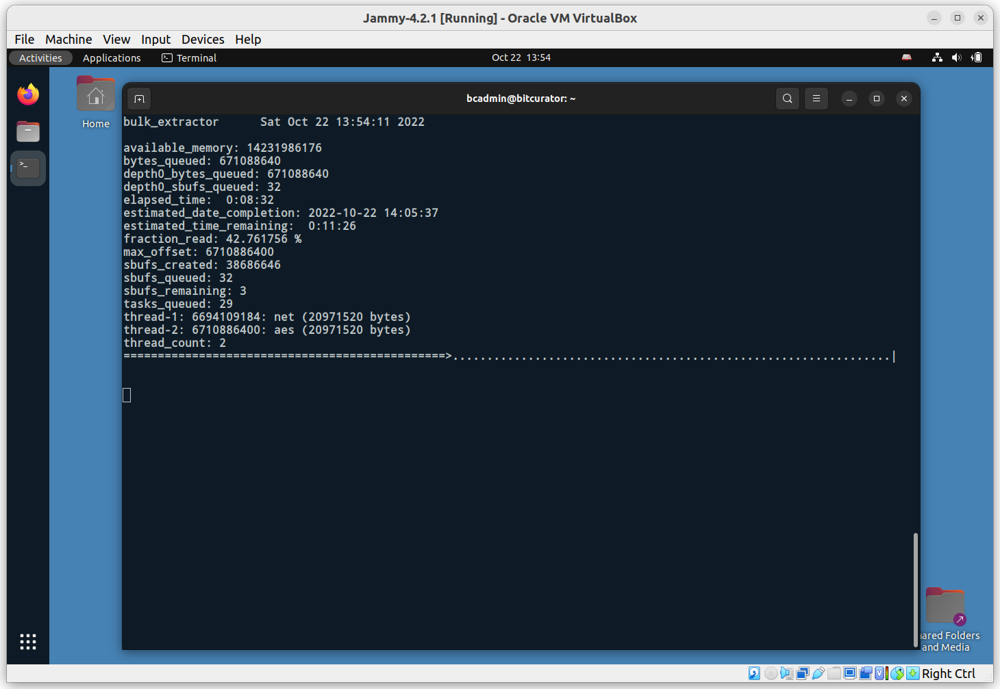 Jammy-4.2.1 [Running] - Oracle VM VirtualBox
File Machine View Input Devices Help
Activities Applications Terminal Oct 22 13:54
Home
bcadmin@bitcurator: ~
bulk_extractor      Sat Oct 22 13:54:11 2022
available_memory: 14231986176
bytes_queued: 671088640
depth0_bytes_queued: 671088640
depth0_sbufs_queued: 32
elapsed_time:  0:08:32
estimated_date_completion: 2022-10-22 14:05:37
estimated_time_remaining:  0:11:26
fraction_read: 42.761756 %
max_offset: 6710886400
sbufs_created: 38686646
sbufs_queued: 32
sbufs_remaining: 3
tasks_queued: 29
thread-1: 6694109184: net (20971520 bytes)
thread-2: 6710886400: aes (20971520 bytes)
thread_count: 2
===============================================>................................................................|
ared Folders
and Media
Right Ctrl